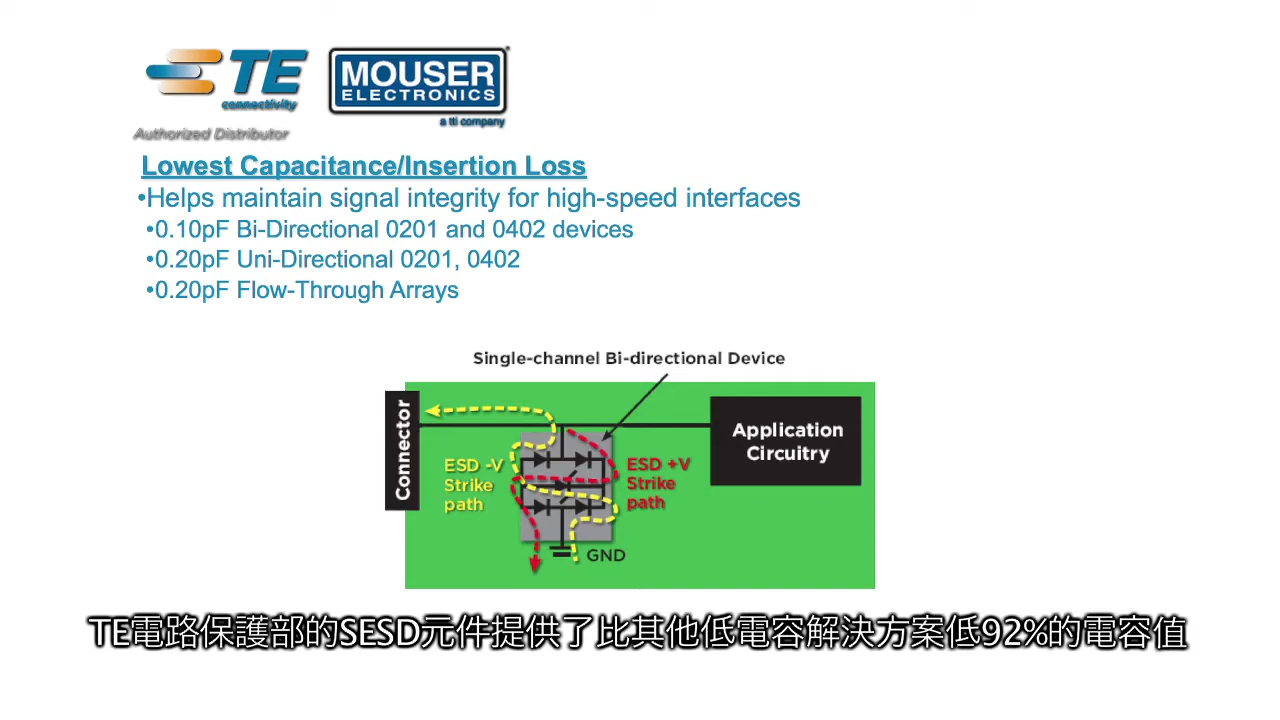 TE
connectivity
Authorized Distributor
MOUSER
ELECTRONICS
a tti company
Lowest Capacitance/Insertion Loss
•Helps maintain signal integrity for high-speed interfaces
•0.10pF Bi-Directional 0201 and 0402 devices
•0.20pF Uni-Directional 0201, 0402
•0.20pF Flow-Through Arrays
Single-channel Bi-directional Device
Connector
Application
Circuitry
ESD -V
Strike
path
ESD +V
Strike
path
GND
TE電路保護部的SESD元件提供了比其他低電容解決方案低92%的電容值